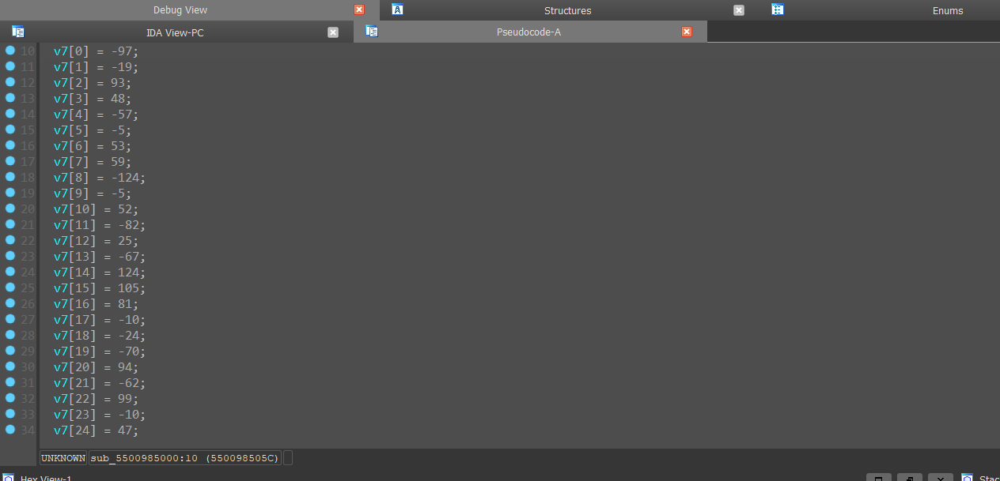 Debug View Structures Enums
IDA View-PC Pseudocode-A
10 v7[0] = -97;
11 v7[1] = -19;
12 v7[2] = 93;
13 v7[3] = 48;
14 v7[4] = -57;
15 v7[5] = -5;
16 v7[6] = 53;
17 v7[7] = 59;
18 v7[8] = -124;
19 v7[9] = -5;
20 v7[10] = 52;
21 v7[11] = -82;
22 v7[12] = 25;
23 v7[13] = -67;
24 v7[14] = 124;
25 v7[15] = 105;
26 v7[16] = 81;
27 v7[17] = -10;
28 v7[18] = -24;
29 v7[19] = -70;
30 v7[20] = 94;
31 v7[21] = -62;
32 v7[22] = 99;
33 v7[23] = -10;
34 v7[24] = 47;
UNKNOWN sub_5500985000:10 (550098505C)
Hex View-1 Stac